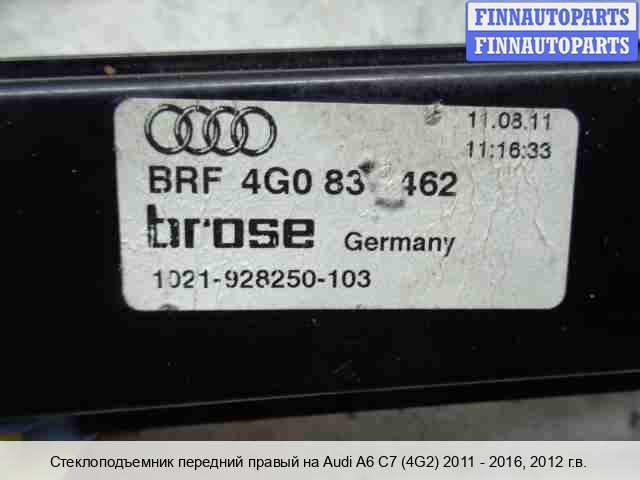 FINNAUTOPARTS
FINNAUTOPARTS
11.08.11
11:16:33
BRF 4G0 462
brose Germany
1021-928250-103
Стеклоподъемник передний правый на Audi A6 C7 (4G2) 2011 - 2016, 2012 г.в.